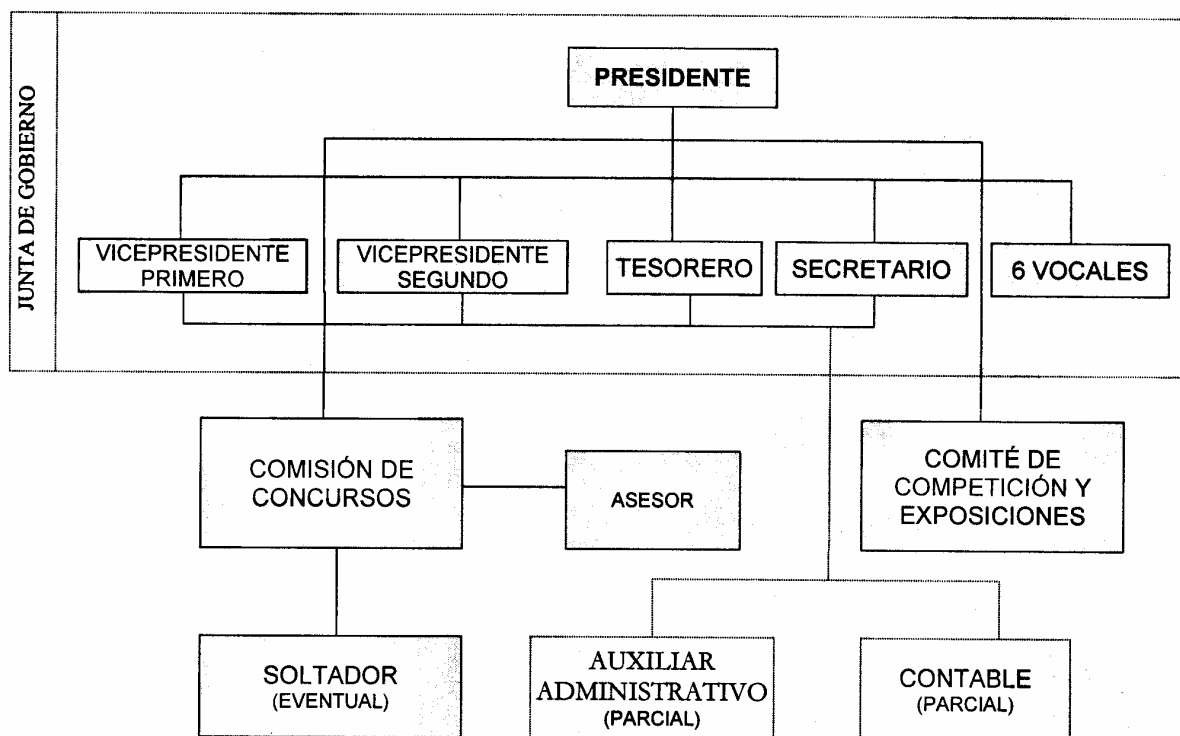 JUNTA DE GOBIERNO
PRESIDENTE
VICEPRESIDENTE
PRIMERO
VICEPRESIDENTE
SEGUNDO
TESORERO
SECRETARIO
6 VOCALES
COMISIÓN DE
CONCURSOS
ASESOR
COMITÉ DE
COMPETICIÓN Y
EXPOSICIONES
SOLTADOR
(EVENTUAL)
AUXILIAR
ADMINISTRATIVO
(PARCIAL)
CONTABLE
(PARCIAL)